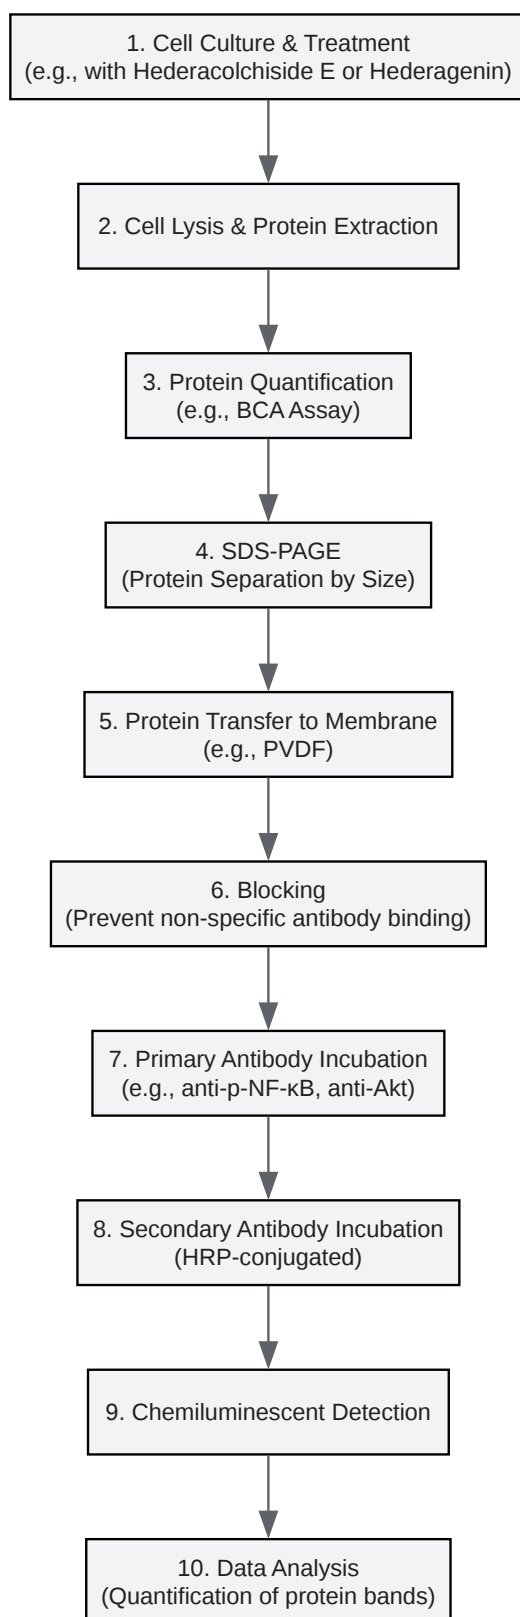 1. Cell Culture & Treatment
(e.g., with Hederacolchiside E or Hederagenin)
2. Cell Lysis & Protein Extraction
3. Protein Quantification
(e.g., BCA Assay)
4. SDS-PAGE
(Protein Separation by Size)
5. Protein Transfer to Membrane
(e.g., PVDF)
6. Blocking
(Prevent non-specific antibody binding)
7. Primary Antibody Incubation
(e.g., anti-p-NF-κB, anti-Akt)
8. Secondary Antibody Incubation
(HRP-conjugated)
9. Chemiluminescent Detection
10. Data Analysis
(Quantification of protein bands)